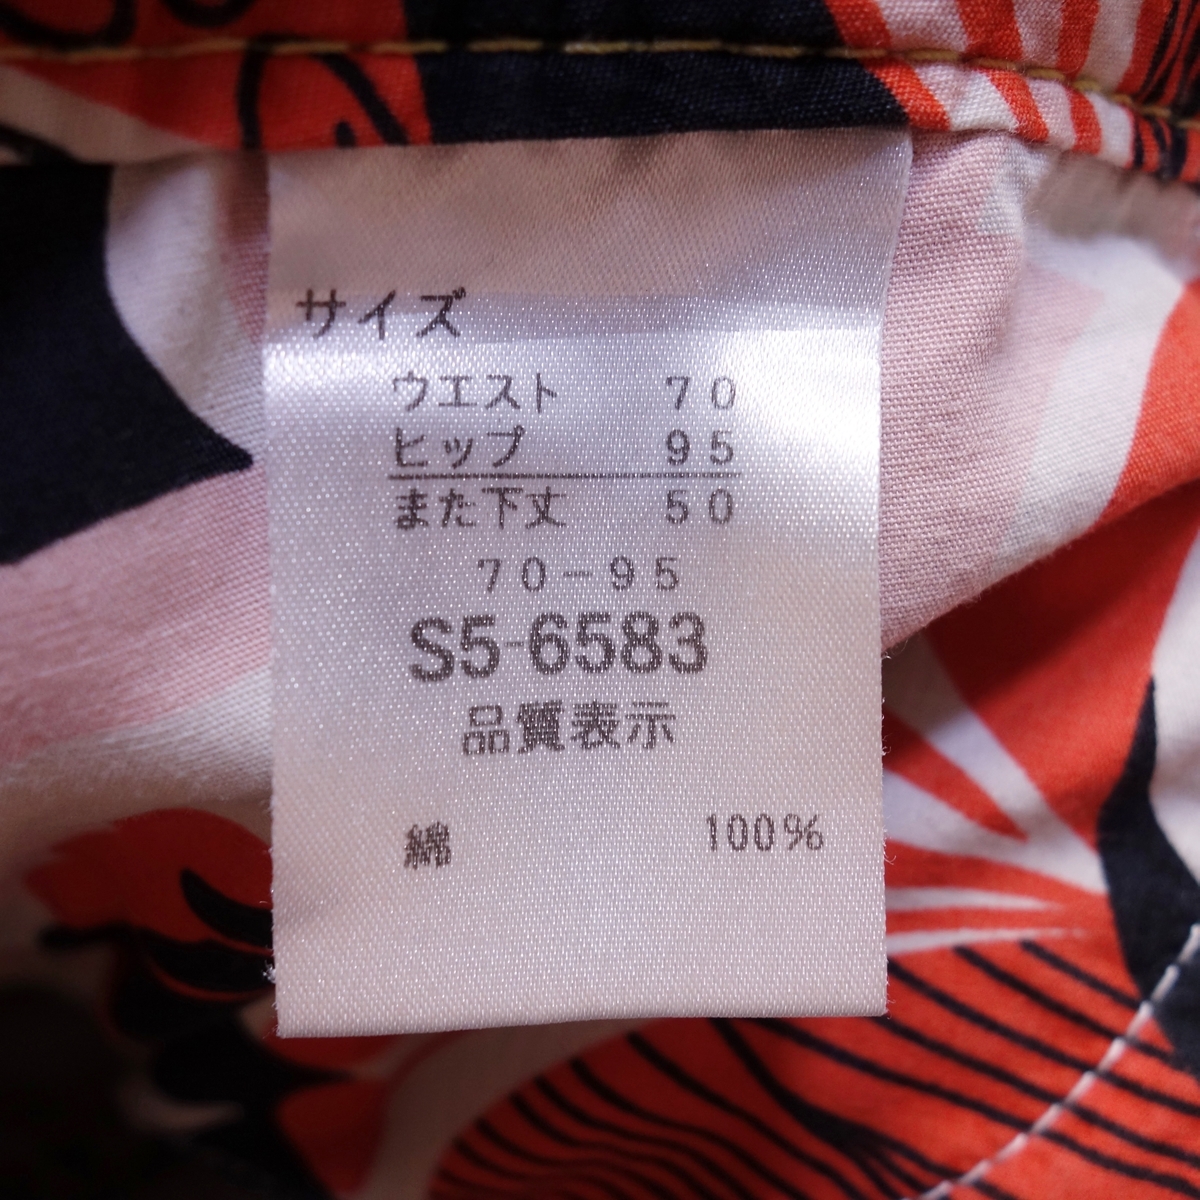 サイズ
ウエスト 70
ヒップ 95
また下丈 50
70-95
S5-6583
品質表示
綿 100%